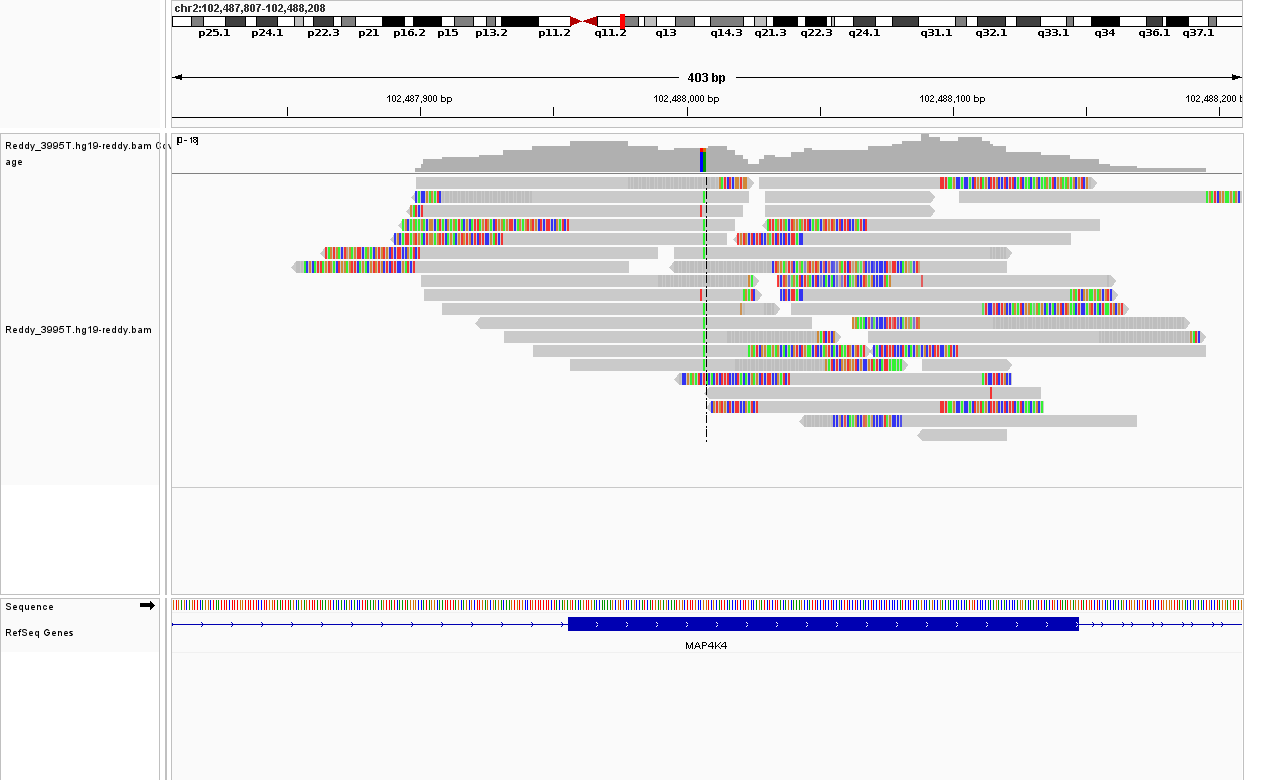 chr2:102,487,807-102,488,208
p25.1 p24.1 p22.3 p21 p16.2 p15 p13.2 p11.2 q11.2 q13 q14.3 q21.3 q22.3 q24.1 q31.1 q32.1 q33.1 q34 q36.1 q37.1
403 bp
102,487,900 bp 102,488,000 bp 102,488,100 bp 102,488,200 b
Reddy_3995T.hg19-reddy.bam Cov
age
[0 - 18]
Reddy_3995T.hg19-reddy.bam
Sequence
RefSeq Genes
MAP4K4